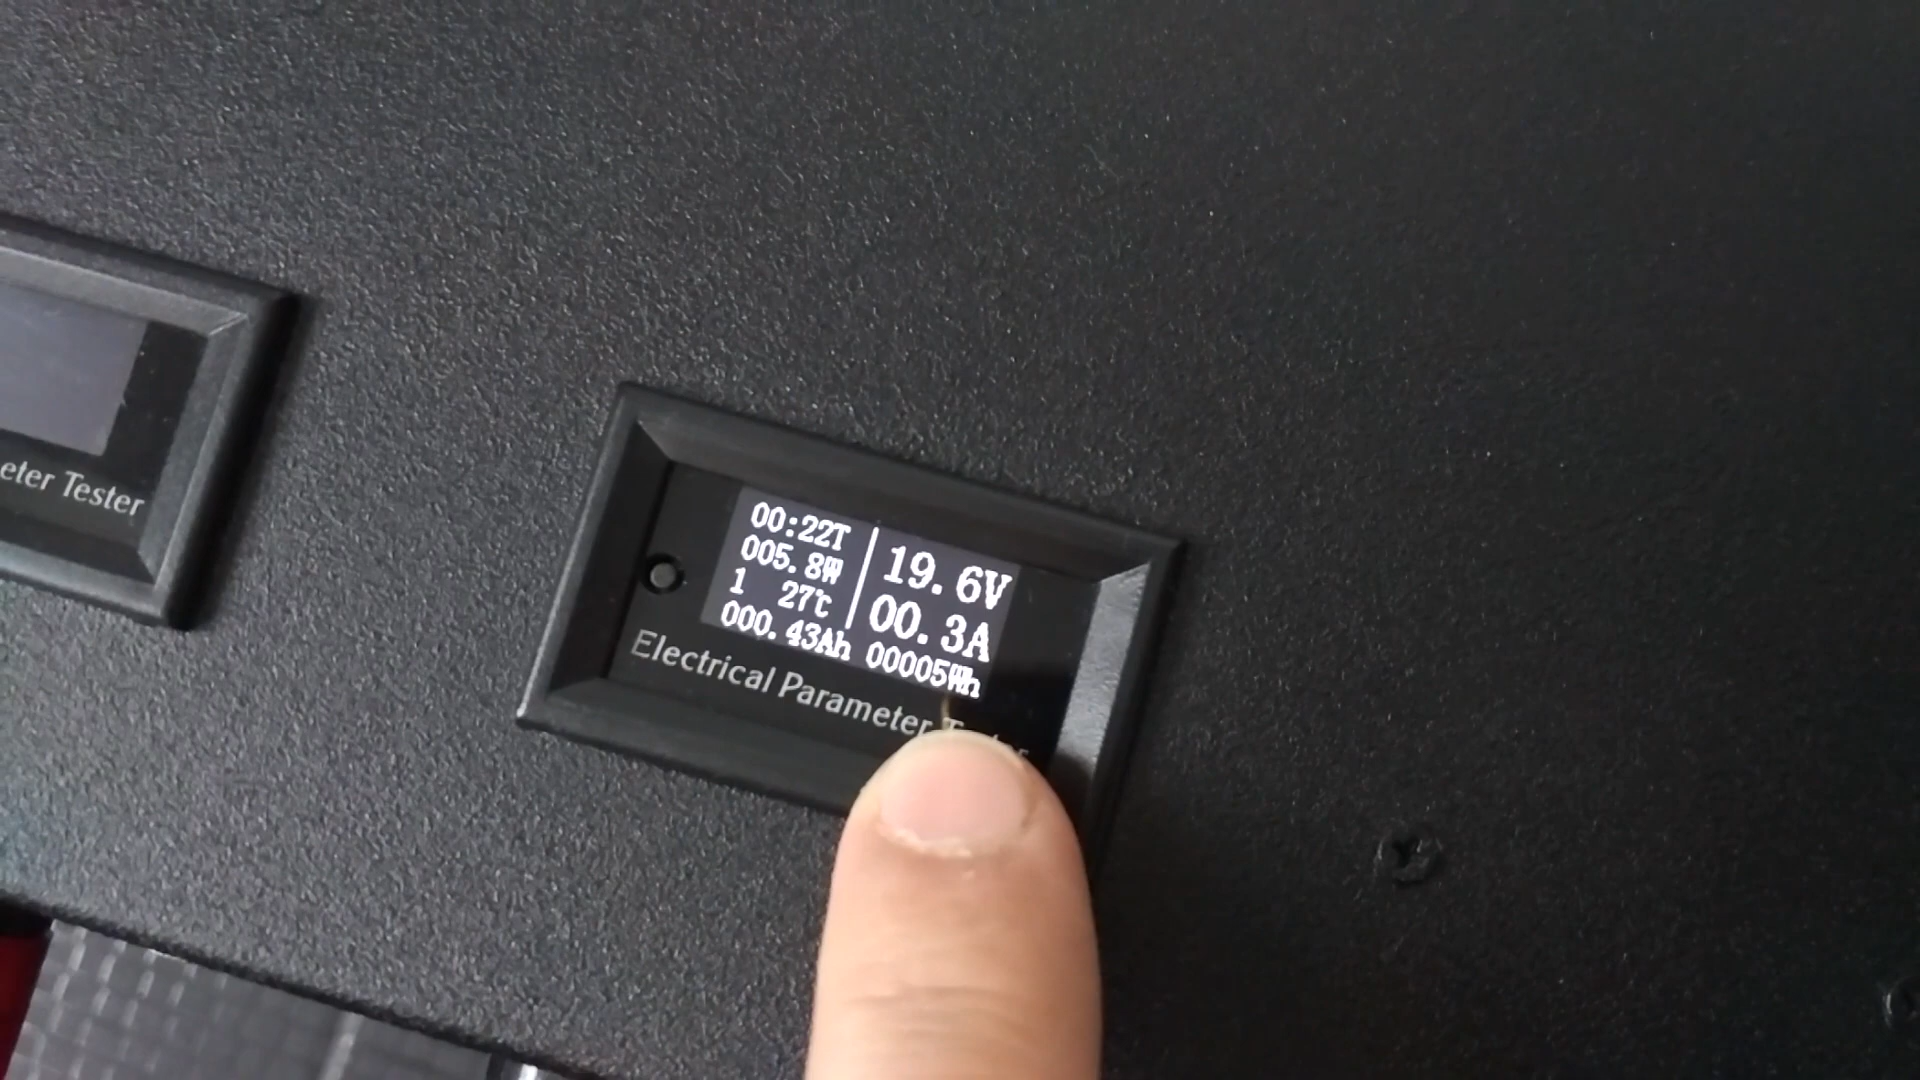 eter Tester
00:22T
005.8W
1 27℃
000.43Ah 00005Wh
19.6V
00.3A
Electrical Parameter